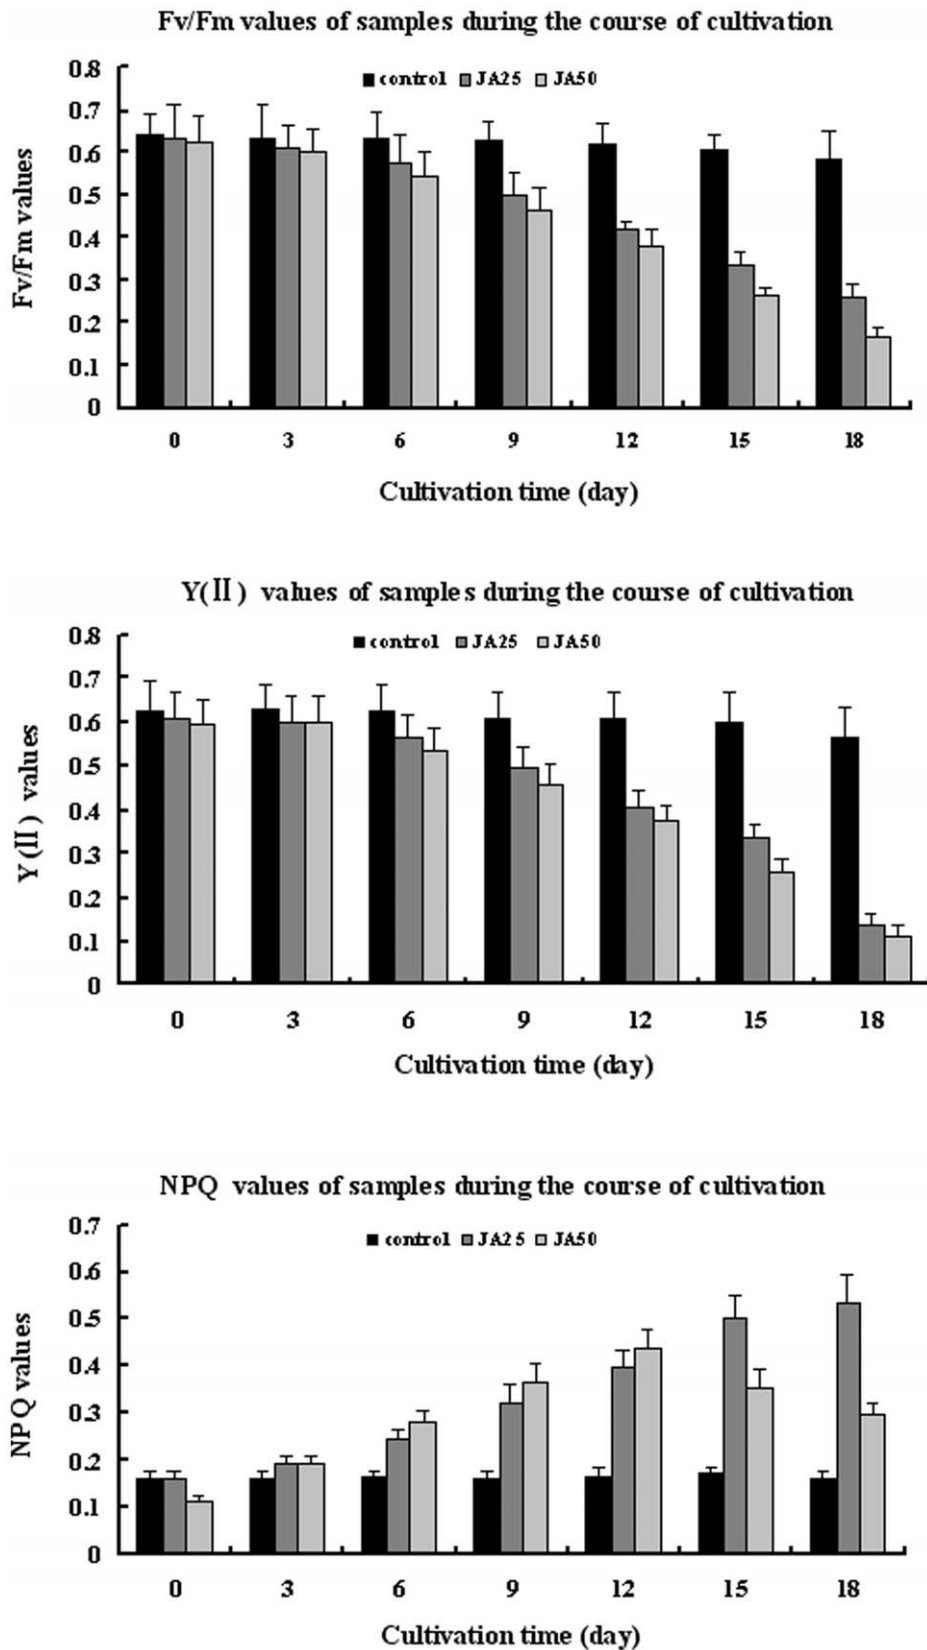 Fv/Fm values of samples during the course of cultivation
control JA25 JA50
0.8
0.7
0.6
0.5
0.4
0.3
0.2
0.1
0
Fv/Fm values
0 3 6 9 12 15 18
Cultivation time (day)
Y(II) values of samples during the course of cultivation
control JA25 JA50
0.8
0.7
0.6
0.5
0.4
0.3
0.2
0.1
0
Y(II) values
0 3 6 9 12 15 18
Cultivation time (day)
NPQ values of samples during the course of cultivation
control JA25 JA50
0.7
0.6
0.5
0.4
0.3
0.2
0.1
0
NPQ values
0 3 6 9 12 15 18
Cultivation time (day)